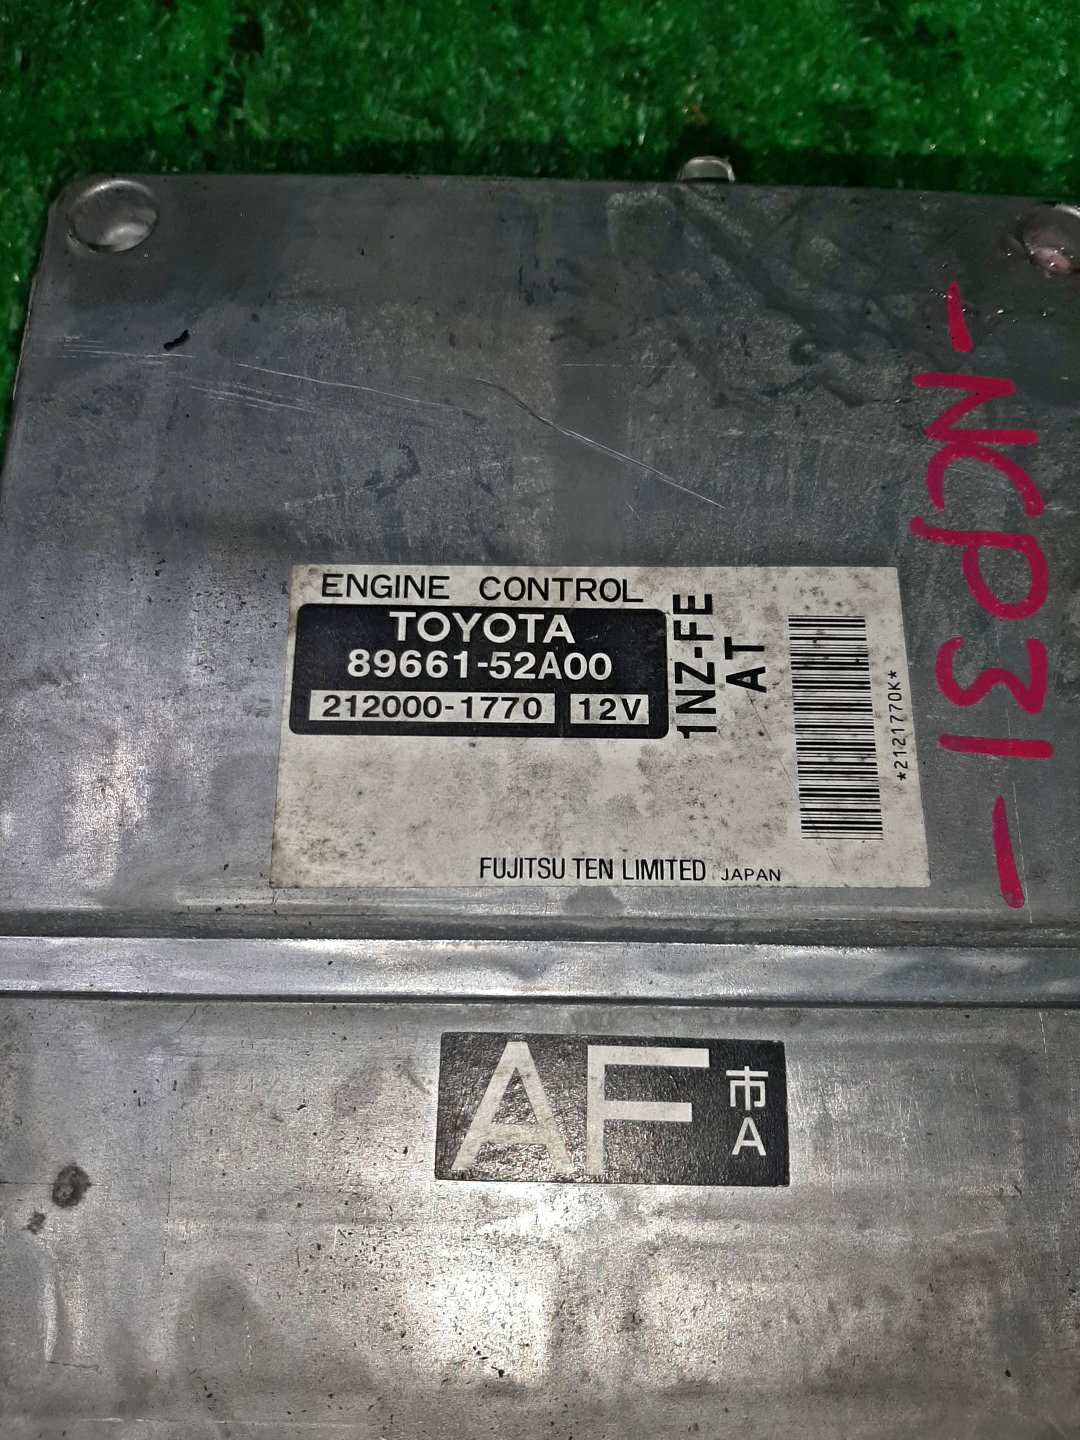 ENGINE CONTROL
TOYOTA
89661-52A00
212000-1770 12V
1NZ-FE
AT
*2121770K*
FUJITSU TEN LIMITED JAPAN
-NCP31-
AF 市
A